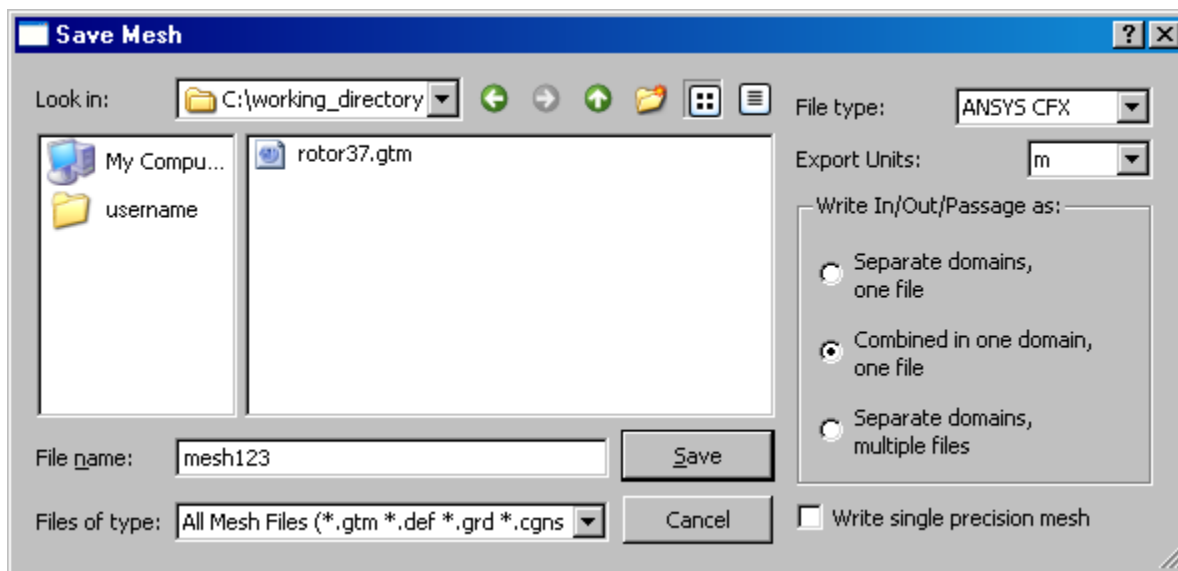 Save Mesh
Look in:
C:\working_directory
File type:
ANSYS CFX
My Compu...
username
rotor37.gtm
Export Units:
m
Write In/Out/Passage as:
Separate domains,
one file
Combined in one domain,
one file
Separate domains,
multiple files
File name:
mesh123
Save
Files of type:
All Mesh Files (*.gtm *.def *.grd *.cgns
Cancel
Write single precision mesh